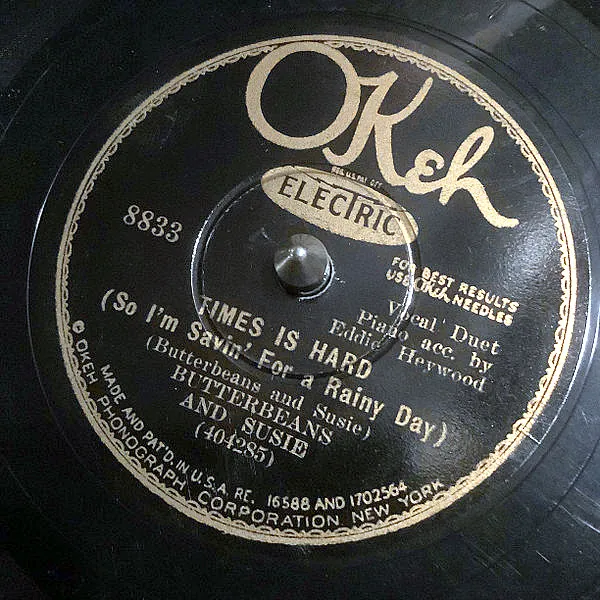 OKeh
REG. U.S. PAT. OFF.
ELECTRIC
8833
FOR BEST RESULTS
USE OKeh NEEDLES
Vocal Duet
Piano acc. by
Eddie Heywood
TIMES IS HARD
(So I'm Savin' For a Rainy Day)
(Butterbeans and Susie)
BUTTERBEANS
AND SUSIE
(404285)
MADE AND PAT'D. IN U.S.A. RE. 16588 AND 1702564
© OKEH PHONOGRAPH CORPORATION NEW YORK